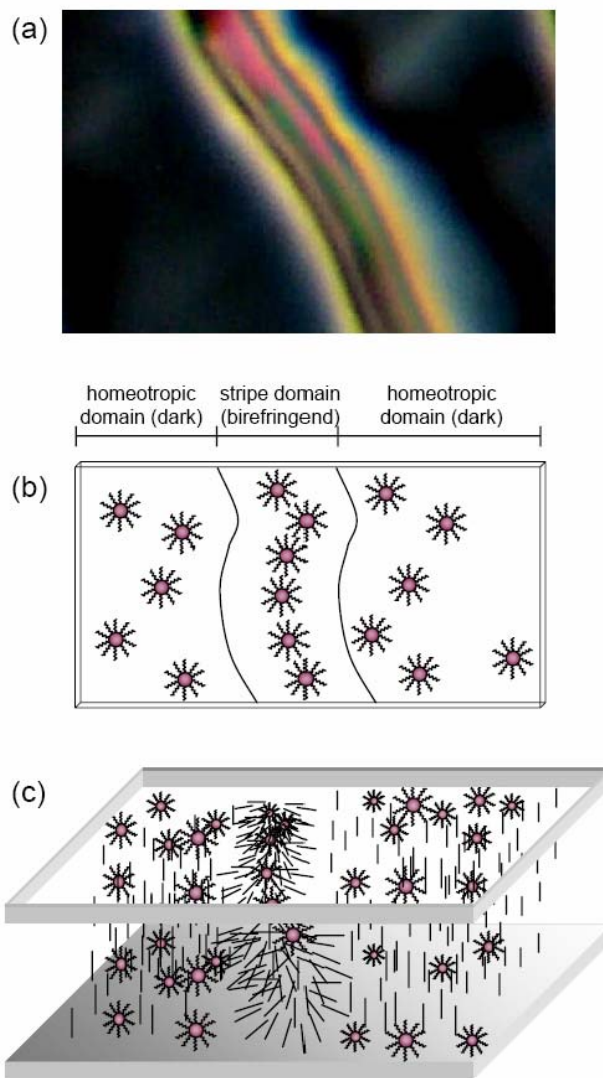 (a)
homeotropic
domain (dark)
stripe domain
(birefringend)
homeotropic
domain (dark)
(b)
(c)